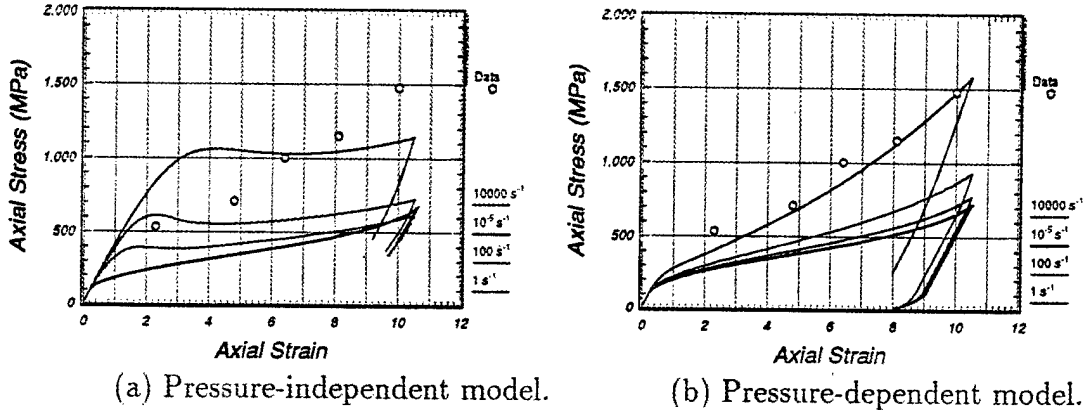 Axial Stress (MPa)
2.000
1.500
1.000
500
0
0 2 4 6 8 10 12
Axial Strain
Data
10000 s⁻¹
10⁻⁵ s⁻¹
100 s⁻¹
1 s⁻¹
(a) Pressure-independent model.
Axial Stress (MPa)
2.000
1.500
1.000
500
0
0 2 4 6 8 10 12
Axial Strain
Data
10000 s⁻¹
10⁻⁵ s⁻¹
100 s⁻¹
1 s⁻¹
(b) Pressure-dependent model.